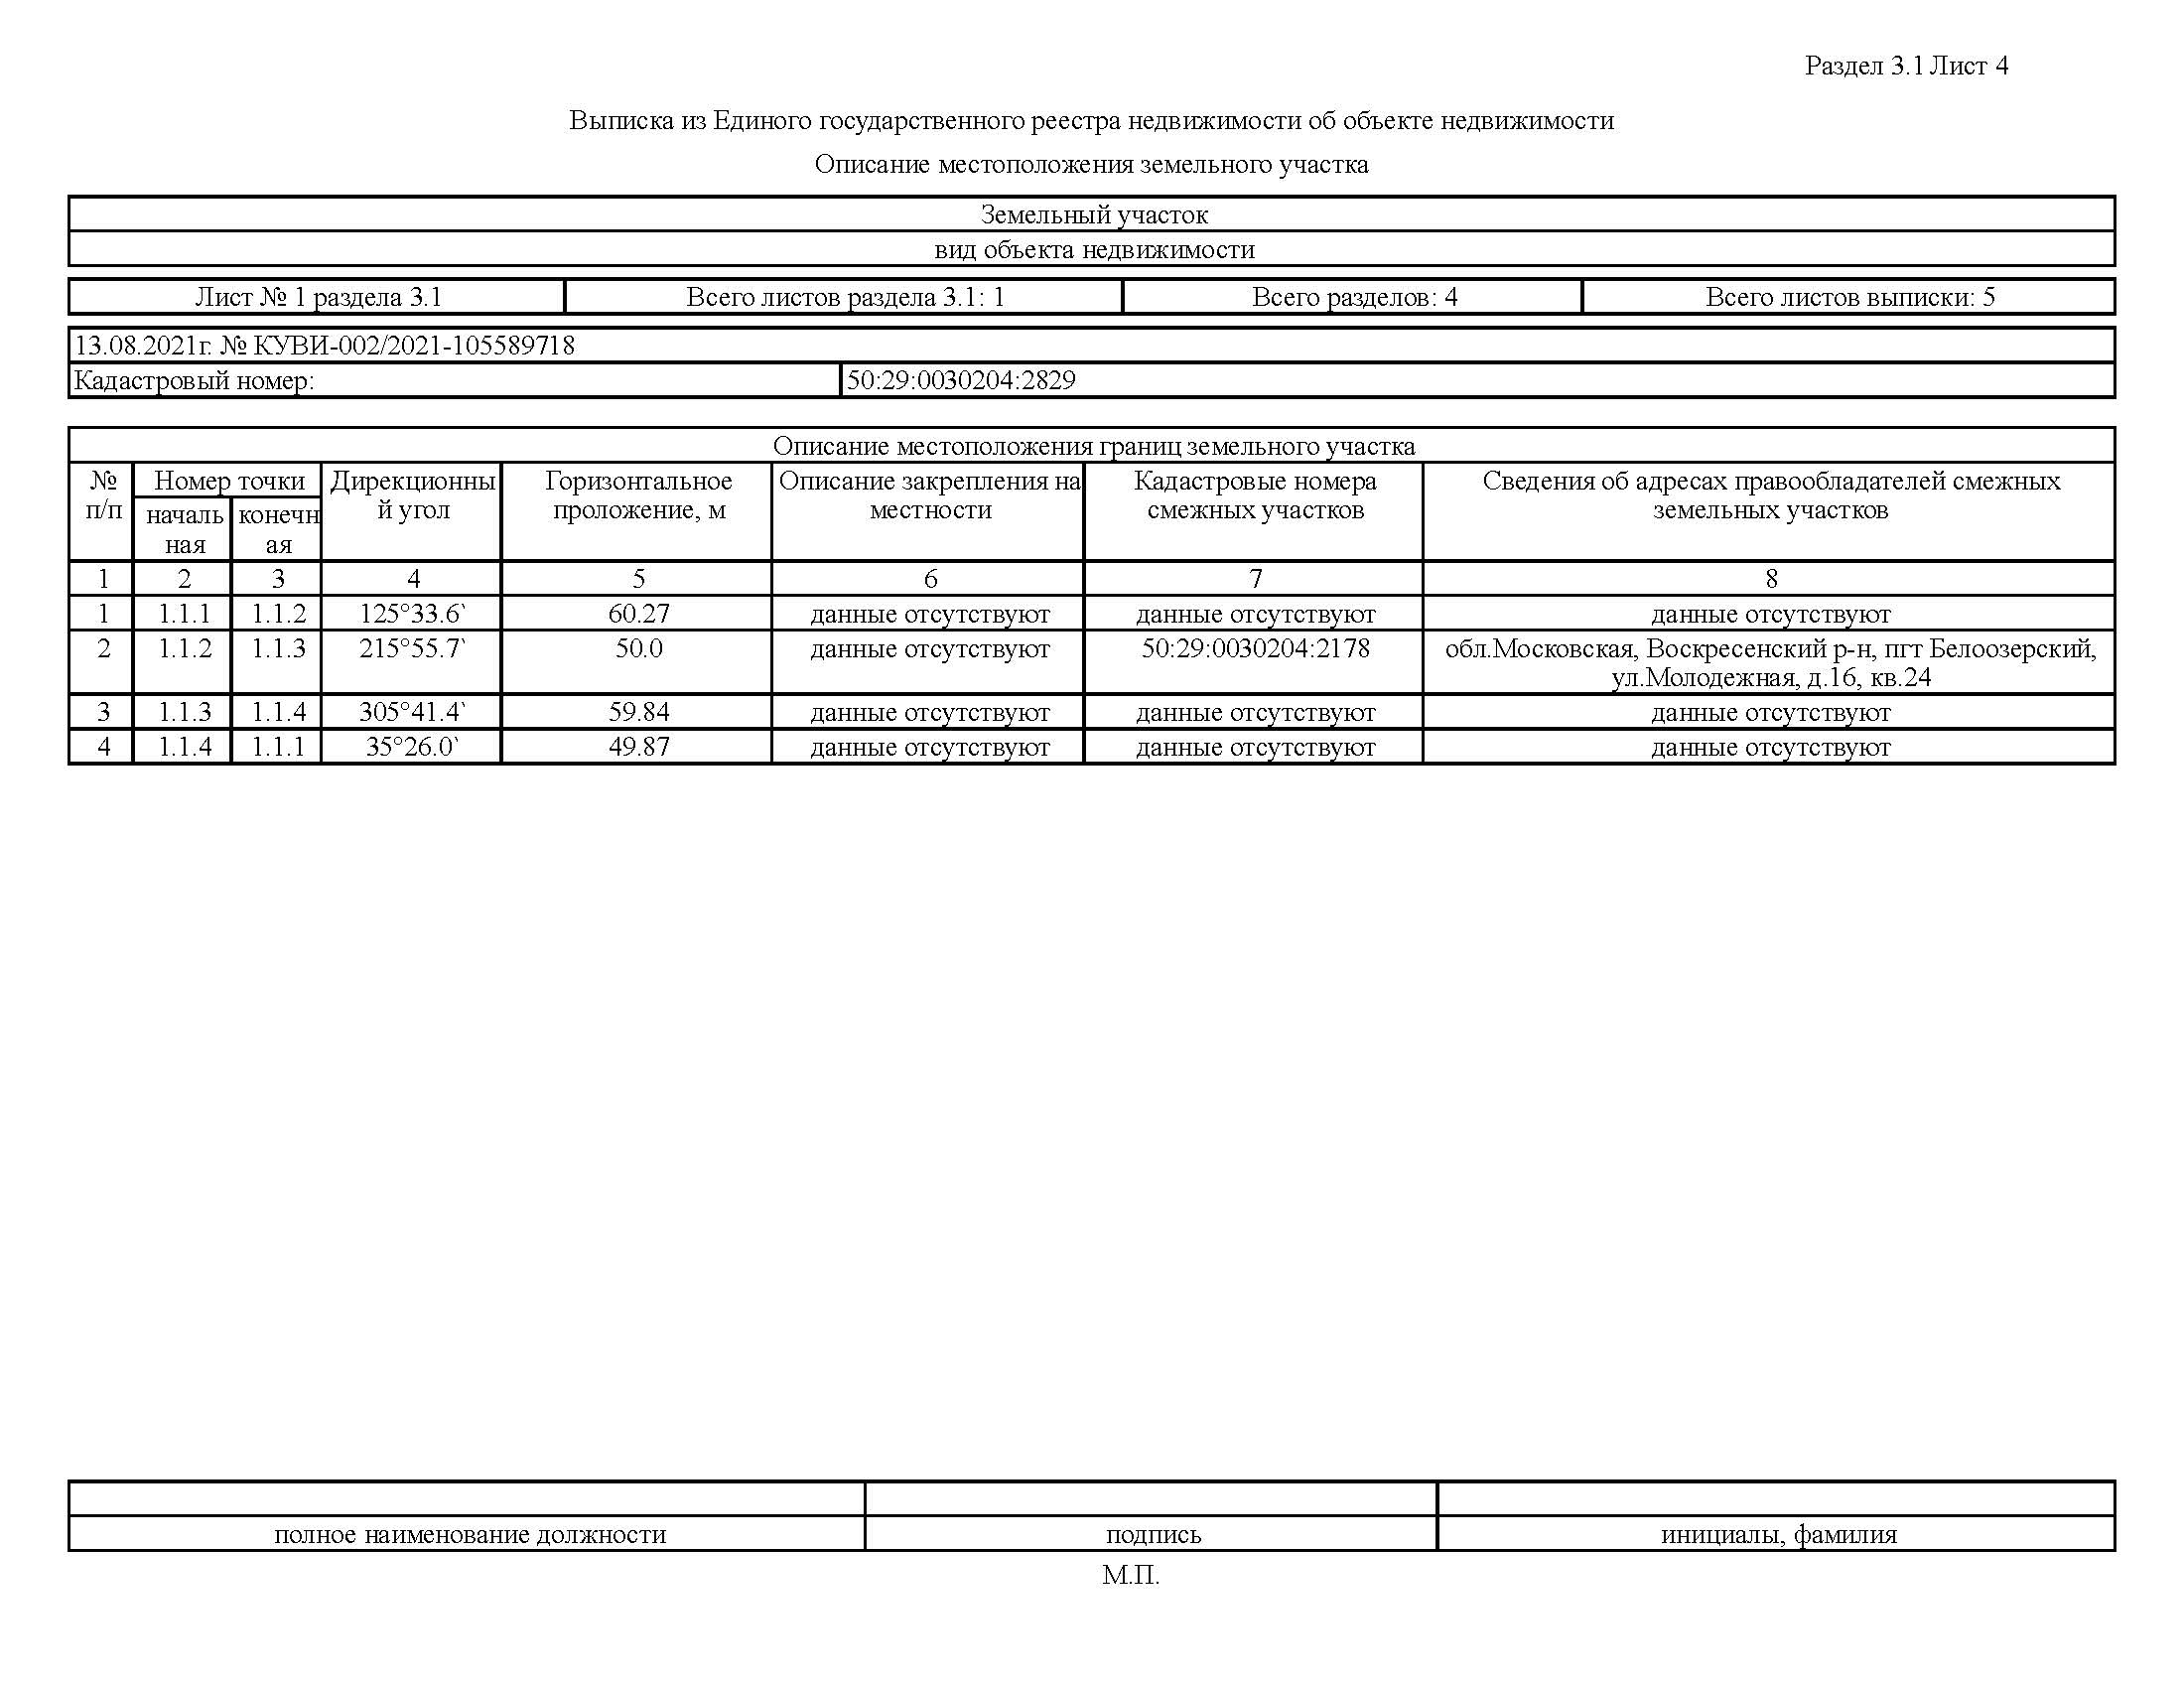 Раздел 3.1 Лист 4
Выписка из Единого государственного реестра недвижимости об объекте недвижимости
Описание местоположения земельного участка
Земельный участок
вид объекта недвижимости
Лист № 1 раздела 3.1 Всего листов раздела 3.1: 1 Всего разделов: 4 Всего листов выписки: 5
13.08.2021г. № КУВИ-002/2021-105589718
Кадастровый номер: 50:29:0030204:2829
Описание местоположения границ земельного участка
№ п/п Номер точки Дирекционны й угол Горизонтальное проложение, м Описание закрепления на местности Кадастровые номера смежных участков Сведения об адресах правообладателей смежных земельных участков
началь ная конечн ая
1 2 3 4 5 6 7 8
1 1.1.1 1.1.2 125°33.6` 60.27 данные отсутствуют данные отсутствуют данные отсутствуют
2 1.1.2 1.1.3 215°55.7` 50.0 данные отсутствуют 50:29:0030204:2178 обл.Московская, Воскресенский р-н, пгт Белоозерский,
ул.Молодежная, д.16, кв.24
3 1.1.3 1.1.4 305°41.4` 59.84 данные отсутствуют данные отсутствуют данные отсутствуют
4 1.1.4 1.1.1 35°26.0` 49.87 данные отсутствуют данные отсутствуют данные отсутствуют
полное наименование должности подпись инициалы, фамилия
М.П.